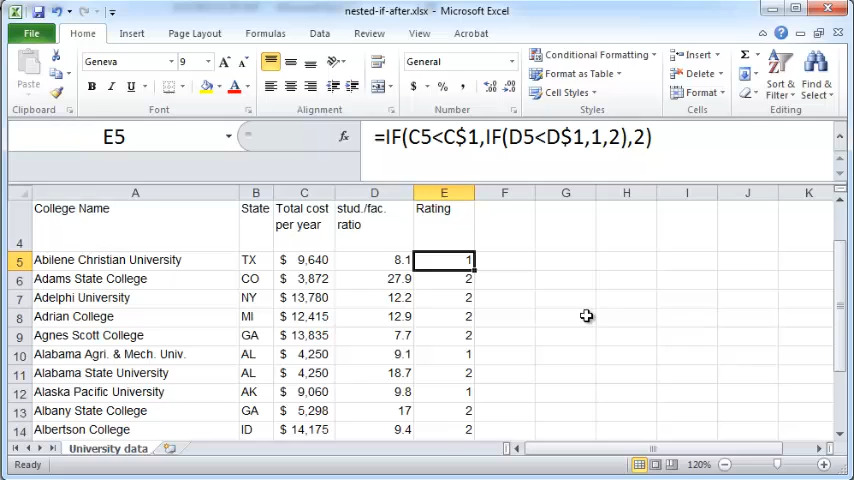 nested-if-after.xlsx - Microsoft Excel
File Home Insert Page Layout Formulas Data Review View Acrobat
Paste
Geneva 9
B I U
General
$ % ,
Conditional Formatting
Format as Table
Cell Styles
Insert
Delete
Format
Σ
Sort & Filter
Find & Select
Clipboard Font Alignment Number Styles Cells Editing
E5 fx =IF(C5<C$1,IF(D5<D$1,1,2),2)
A B C D E F G H I J K
4 College Name State Total cost per year stud./fac. ratio Rating
5 Abilene Christian University TX $ 9,640 8.1 1
6 Adams State College CO $ 3,872 27.9 2
7 Adelphi University NY $ 13,780 12.2 2
8 Adrian College MI $ 12,415 12.9 2
9 Agnes Scott College GA $ 13,835 7.7 2
10 Alabama Agri. & Mech. Univ. AL $ 4,250 9.1 1
11 Alabama State University AL $ 4,250 18.7 2
12 Alaska Pacific University AK $ 9,060 9.8 1
13 Albany State College GA $ 5,298 17 2
14 Albertson College ID $ 14,175 9.4 2
University data
Ready 120%